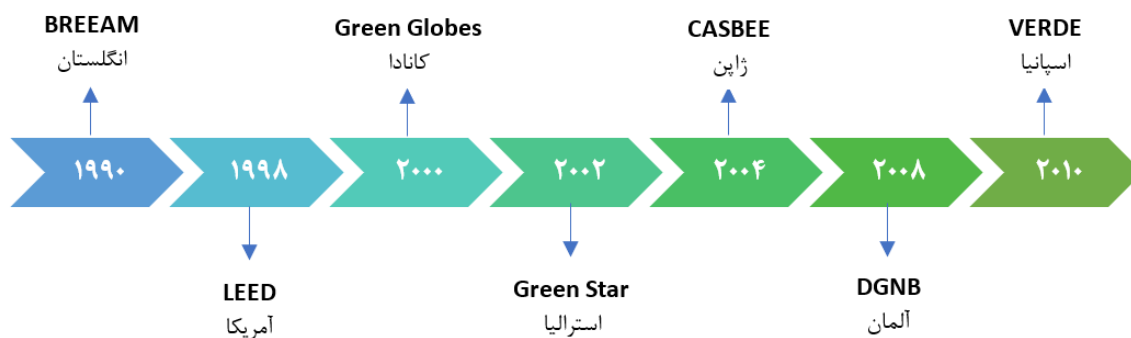 BREEAM
انگلستان
Green Globes
کانادا
CASBEE
ژاپن
VERDE
اسپانیا
۱۹۹۰
۱۹۹۸
۲۰۰۰
۲۰۰۲
۲۰۰۴
۲۰۰۸
۲۰۱۰
LEED
آمریکا
Green Star
استرالیا
DGNB
آلمان